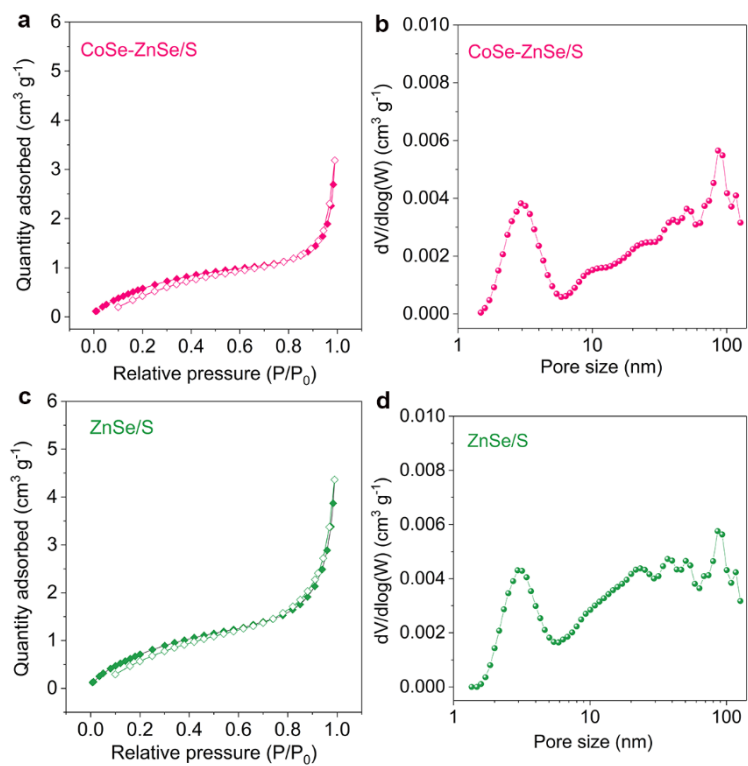 a
CoSe-ZnSe/S
Quantity adsorbed (cm³ g⁻¹)
6
5
4
3
2
1
0
0.0 0.2 0.4 0.6 0.8 1.0
Relative pressure (P/P₀)
b
CoSe-ZnSe/S
dV/dlog(W) (cm³ g⁻¹)
0.010
0.008
0.006
0.004
0.002
0.000
1 10 100
Pore size (nm)
c
ZnSe/S
Quantity adsorbed (cm³ g⁻¹)
6
5
4
3
2
1
0
0.0 0.2 0.4 0.6 0.8 1.0
Relative pressure (P/P₀)
d
ZnSe/S
dV/dlog(W) (cm³ g⁻¹)
0.010
0.008
0.006
0.004
0.002
0.000
1 10 100
Pore size (nm)